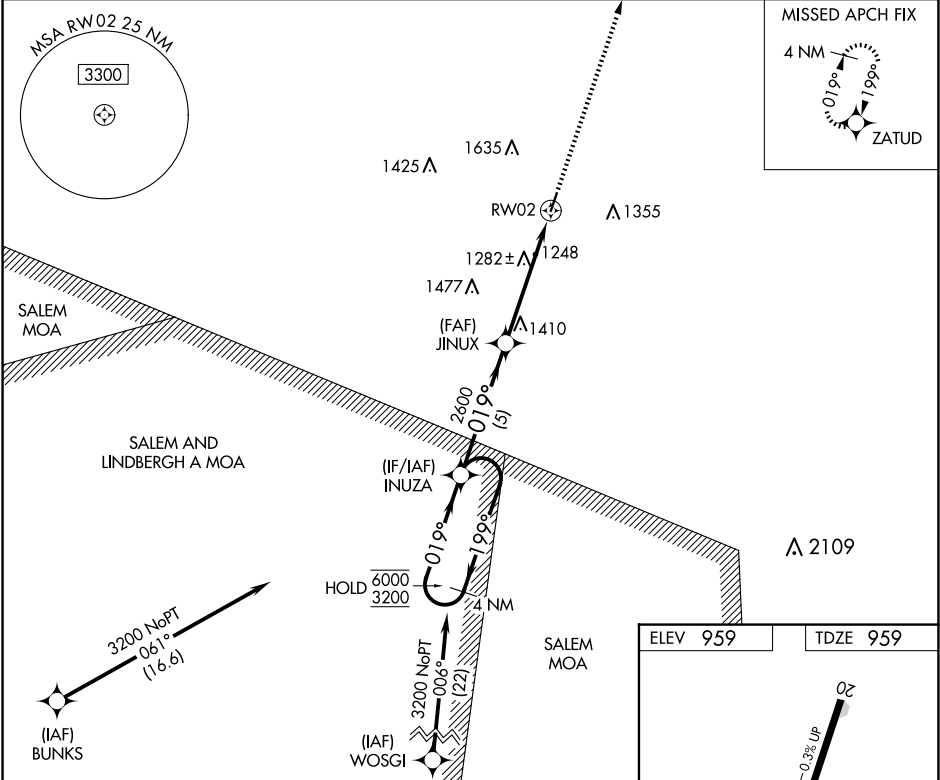 MSA RW02 25 NM
3300
MISSED APCH FIX
4 NM
019°
199°
ZATUD
1635
1425
RW02
1355
1282±
1248
1477
(FAF)
JINUX
1410
SALEM
MOA
2600
019°
(5)
SALEM AND
LINDBERGH A MOA
(IF/IAF)
INUZA
019°
199°
2109
HOLD
6000
3200
4 NM
3200 NoPT
061°
(16.6)
3200 NoPT
006°
(22)
SALEM
MOA
(IAF)
BUNKS
(IAF)
WOSGI
ELEV 959
TDZE 959
20
0.3% UP